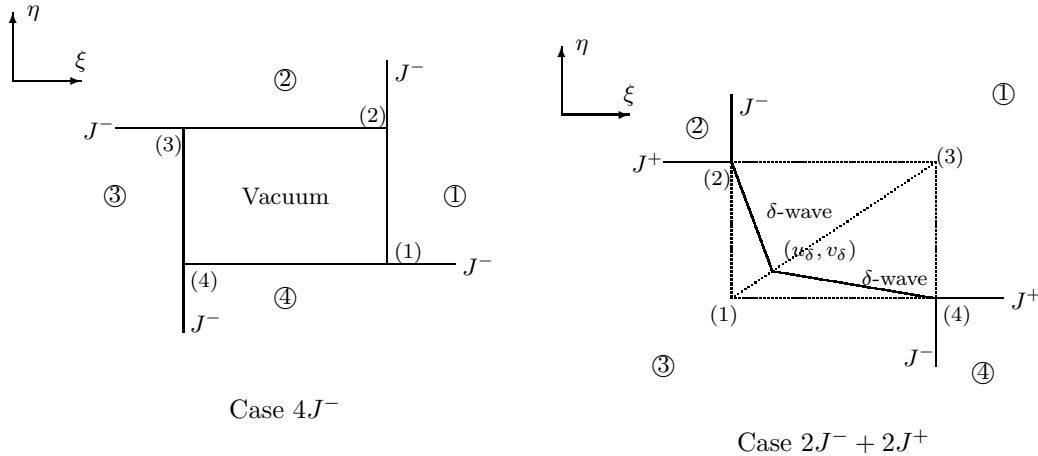 η
ξ
②
J⁻
J⁻
(2)
(3)
③
Vacuum
①
(1)
J⁻
(4)
④
J⁻
Case 4J⁻
η
ξ
①
J⁻
②
J⁺
(2)
(3)
δ-wave
(u_δ, v_δ)
δ-wave
(1)
(4)
J⁺
③
J⁻
④
Case 2J⁻ + 2J⁺